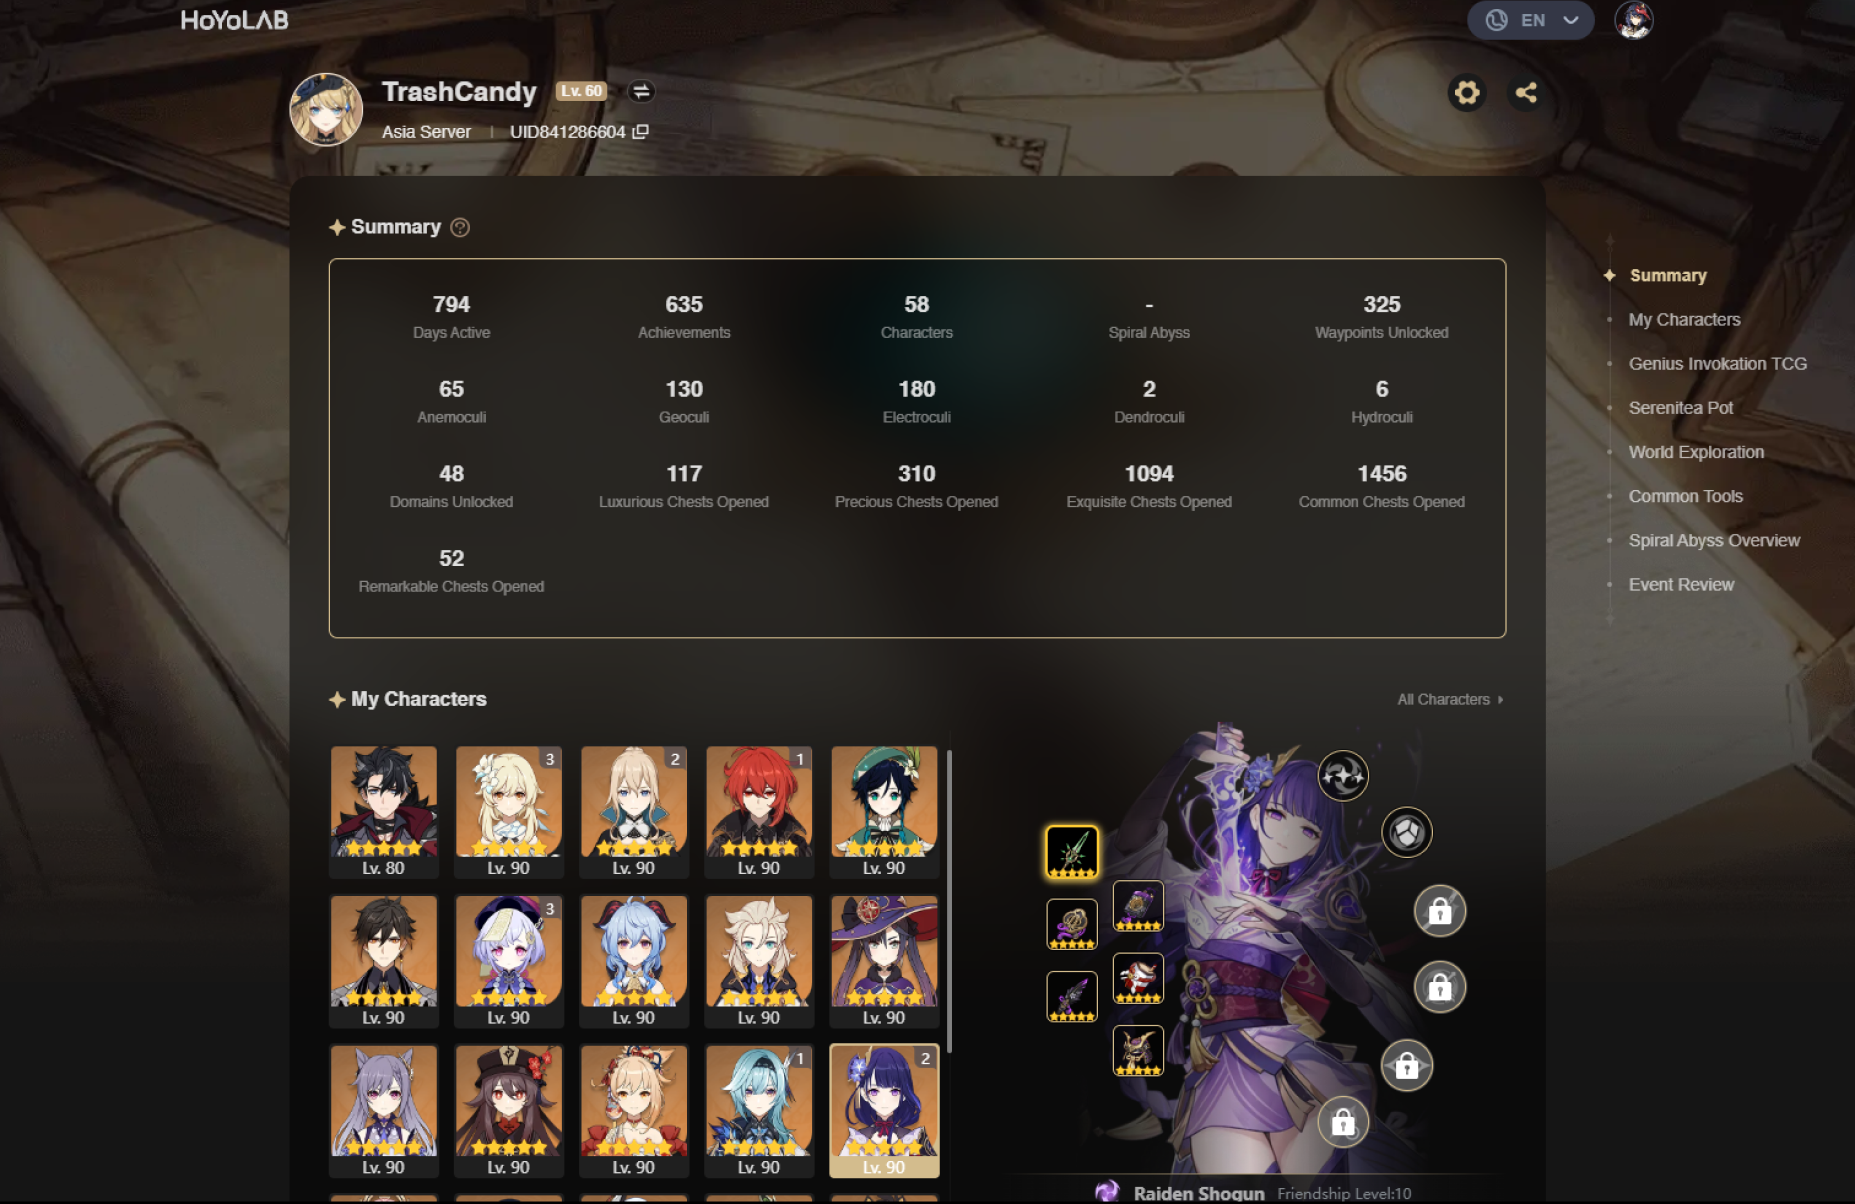 HoYoLAB
EN
TrashCandy Lv. 60
Asia Server | UID841286604
Summary
794 635 58 - 325
Days Active Achievements Characters Spiral Abyss Waypoints Unlocked
65 130 180 2 6
Anemoculi Geoculi Electroculi Dendroculi Hydroculi
48 117 310 1094 1456
Domains Unlocked Luxurious Chests Opened Precious Chests Opened Exquisite Chests Opened Common Chests Opened
52
Remarkable Chests Opened
Summary
My Characters
Genius Invokation TCG
Serenitea Pot
World Exploration
Common Tools
Spiral Abyss Overview
Event Review
My Characters
All Characters
3 2 1
Lv. 80 Lv. 90 Lv. 90 Lv. 90 Lv. 90
3
Lv. 90 Lv. 90 Lv. 90 Lv. 90 Lv. 90
1 2
Lv. 90 Lv. 90 Lv. 90 Lv. 90 Lv. 90
Raiden Shogun Friendship Level:10